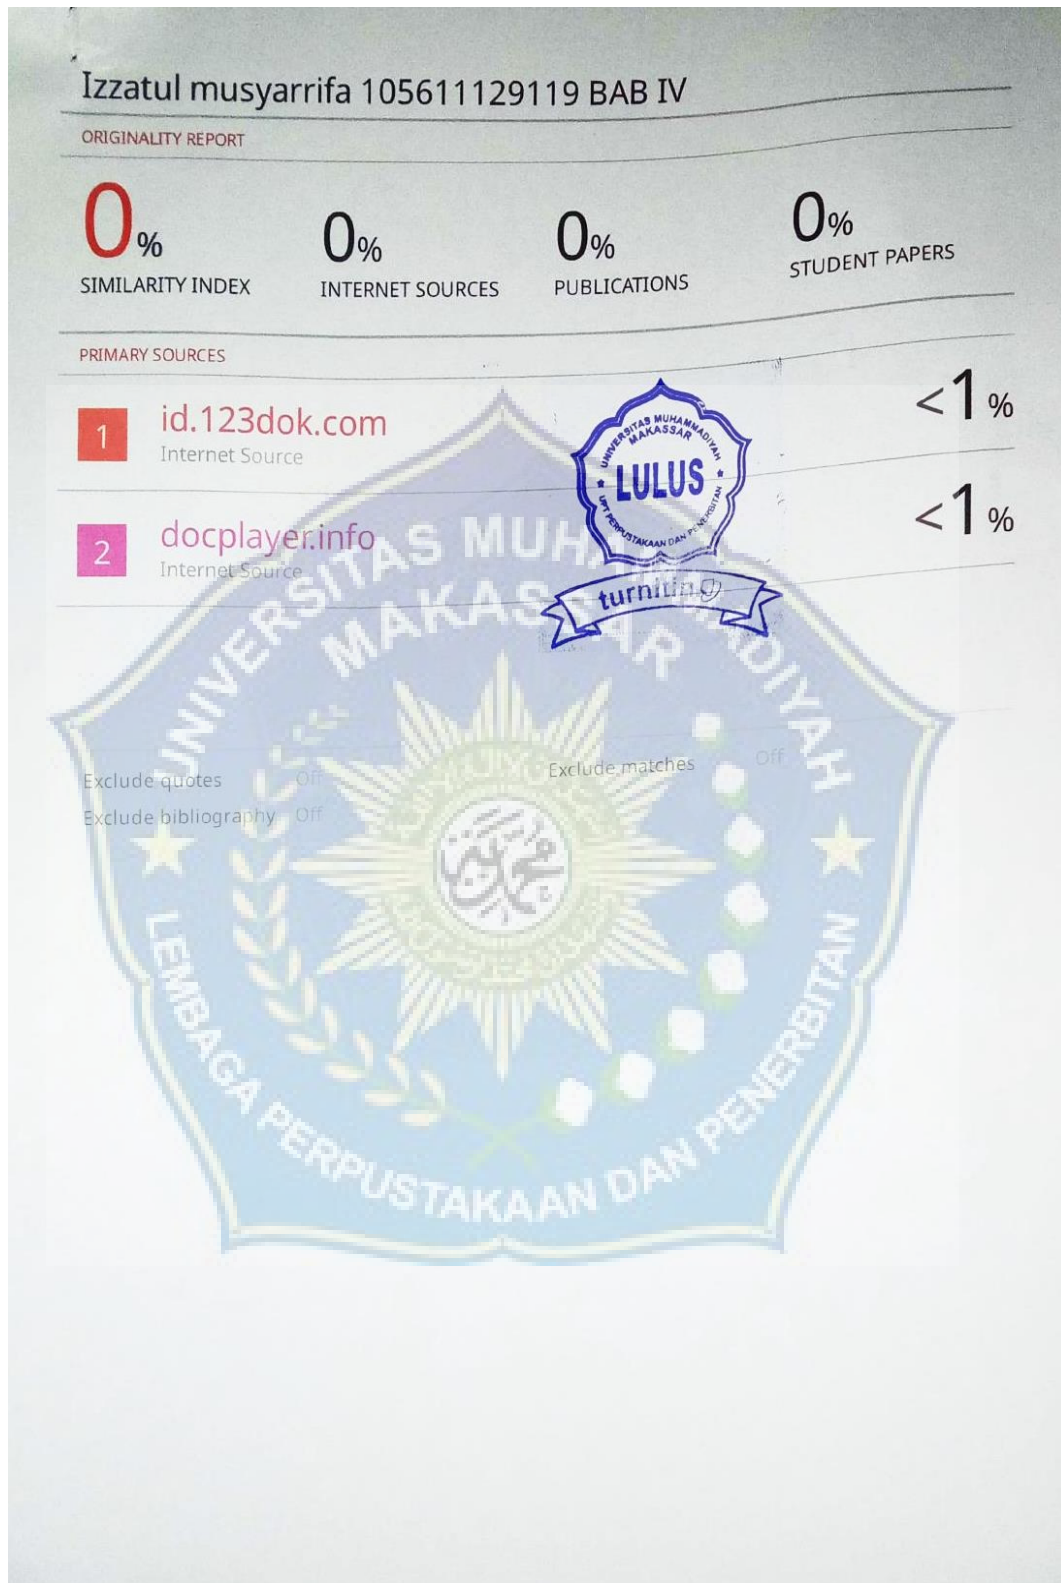 Izzatul musyarrifa 105611129119 BAB IV
ORIGINALITY REPORT
0%
SIMILARITY INDEX
0%
INTERNET SOURCES
0%
PUBLICATIONS
0%
STUDENT PAPERS
PRIMARY SOURCES
1
id.123dok.com
Internet Source
<1%
2
docplayer.info
Internet Source
<1%
UNIVERSITAS MUHAMMADIYAH
MAKASSAR
LULUS
UPT PERPUSTAKAAN DAN PENERBITAN
turnitin
UNIVERSITAS MUHAMMADIYAH
MAKASSAR
Exclude quotes Off
Exclude matches Off
Exclude bibliography Off
LEMBAGA PERPUSTAKAAN DAN PENERBITAN